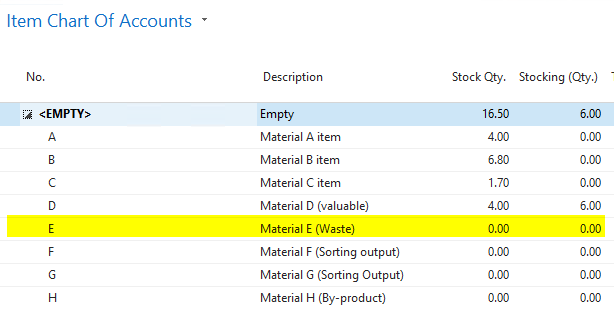 Item Chart Of Accounts
No. Description Stock Qty. Stocking (Qty.)
<EMPTY> Empty 16.50 6.00
A Material A item 4.00 0.00
B Material B item 6.80 0.00
C Material C item 1.70 0.00
D Material D (valuable) 4.00 6.00
E Material E (Waste) 0.00 0.00
F Material F (Sorting output) 0.00 0.00
G Material G (Sorting Output) 0.00 0.00
H Material H (By-product) 0.00 0.00